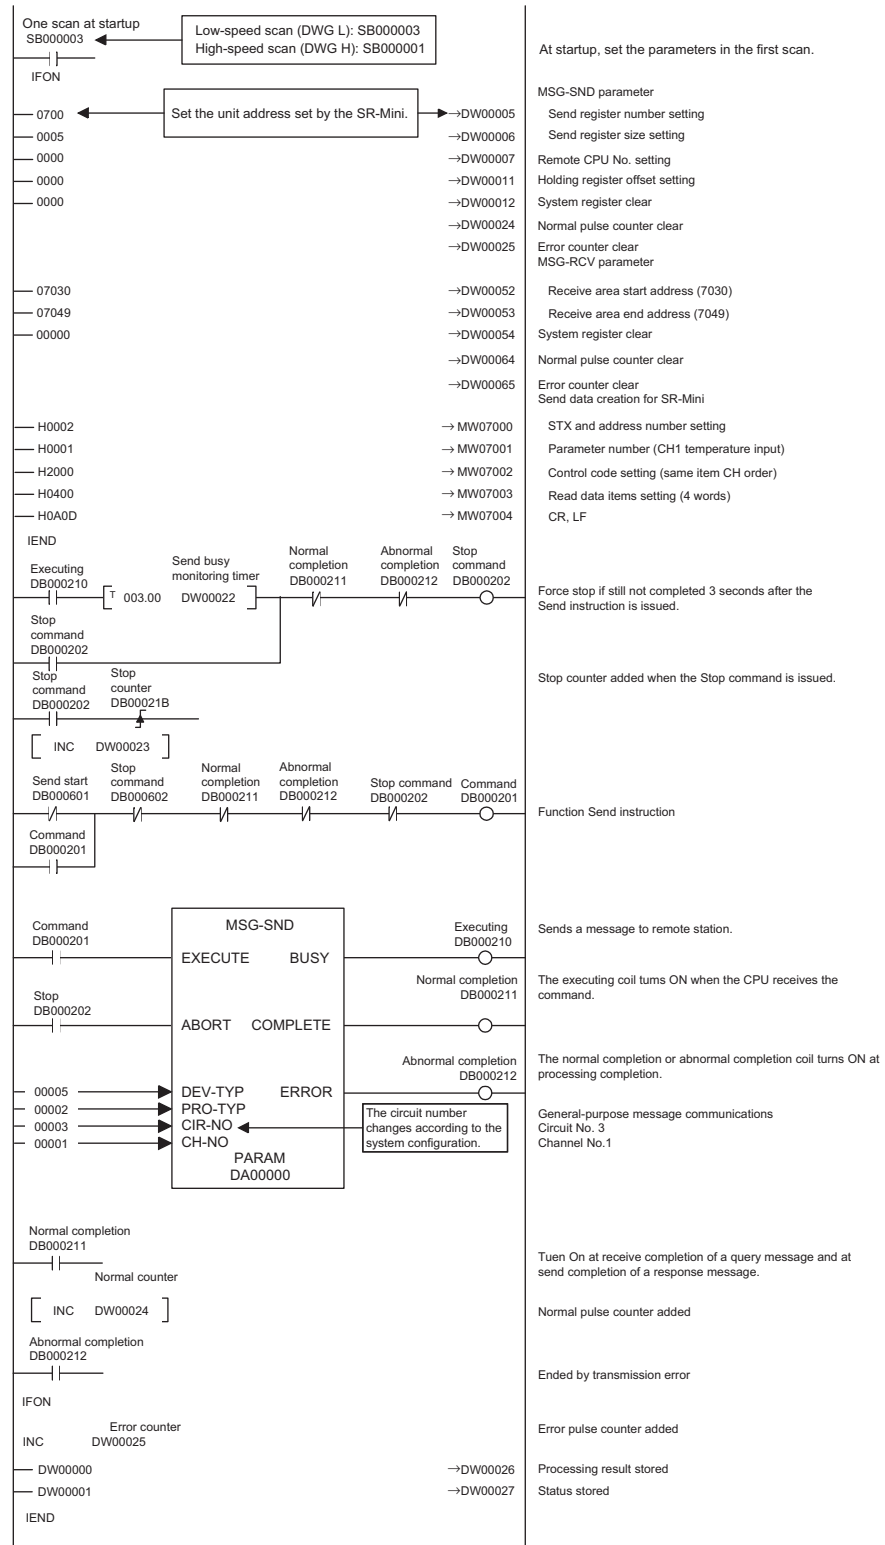 One scan at startup
SB000003
Low-speed scan (DWG L): SB000003
High-speed scan (DWG H): SB000001
At startup, set the parameters in the first scan.
IFON
MSG-SND parameter
0700
Set the unit address set by the SR-Mini.
→DW00005
Send register number setting
0005
→DW00006
Send register size setting
0000
→DW00007
Remote CPU No. setting
0000
→DW00011
Holding register offset setting
0000
→DW00012
System register clear
→DW00024
Normal pulse counter clear
→DW00025
Error counter clear
MSG-RCV parameter
07030
→DW00052
Receive area start address (7030)
07049
→DW00053
Receive area end address (7049)
00000
→DW00054
System register clear
→DW00064
Normal pulse counter clear
→DW00065
Error counter clear
Send data creation for SR-Mini
H0002
→ MW07000
STX and address number setting
H0001
→ MW07001
Parameter number (CH1 temperature input)
H2000
→ MW07002
Control code setting (same item CH order)
H0400
→ MW07003
Read data items setting (4 words)
H0A0D
→ MW07004
CR, LF
IEND
Executing
DB000210
Send busy
monitoring timer
Normal
completion
DB000211
Abnormal
completion
DB000212
Stop
command
DB000202
T 003.00 DW00022
Force stop if still not completed 3 seconds after the
Send instruction is issued.
Stop
command
DB000202
Stop
command
DB000202
Stop
counter
DB00021B
Stop counter added when the Stop command is issued.
INC DW00023
Send start
DB000601
Stop
command
DB000602
Normal
completion
DB000211
Abnormal
completion
DB000212
Stop command
DB000202
Command
DB000201
Function Send instruction
Command
DB000201
Command
DB000201
MSG-SND
Executing
DB000210
Sends a message to remote station.
EXECUTE BUSY
Normal completion
DB000211
The executing coil tums ON when the CPU receives the
command.
Stop
DB000202
ABORT COMPLETE
Abnormal completion
DB000212
The normal completion or abnormal completion coil turns ON at
processing completion.
00005
DEV-TYP ERROR
00002
PRO-TYP
00003
CIR-NO
00001
CH-NO
The circuit number
changes according to the
system configuration.
General-purpose message communications
Circuit No. 3
Channel No.1
PARAM
DA00000
Normal completion
DB000211
Normal counter
Tuen On at receive completion of a query message and at
send completion of a response message.
INC DW00024
Normal pulse counter added
Abnormal completion
DB000212
Ended by transmission error
IFON
Error counter
INC DW00025
Error pulse counter added
DW00000
→DW00026
Processing result stored
DW00001
→DW00027
Status stored
IEND